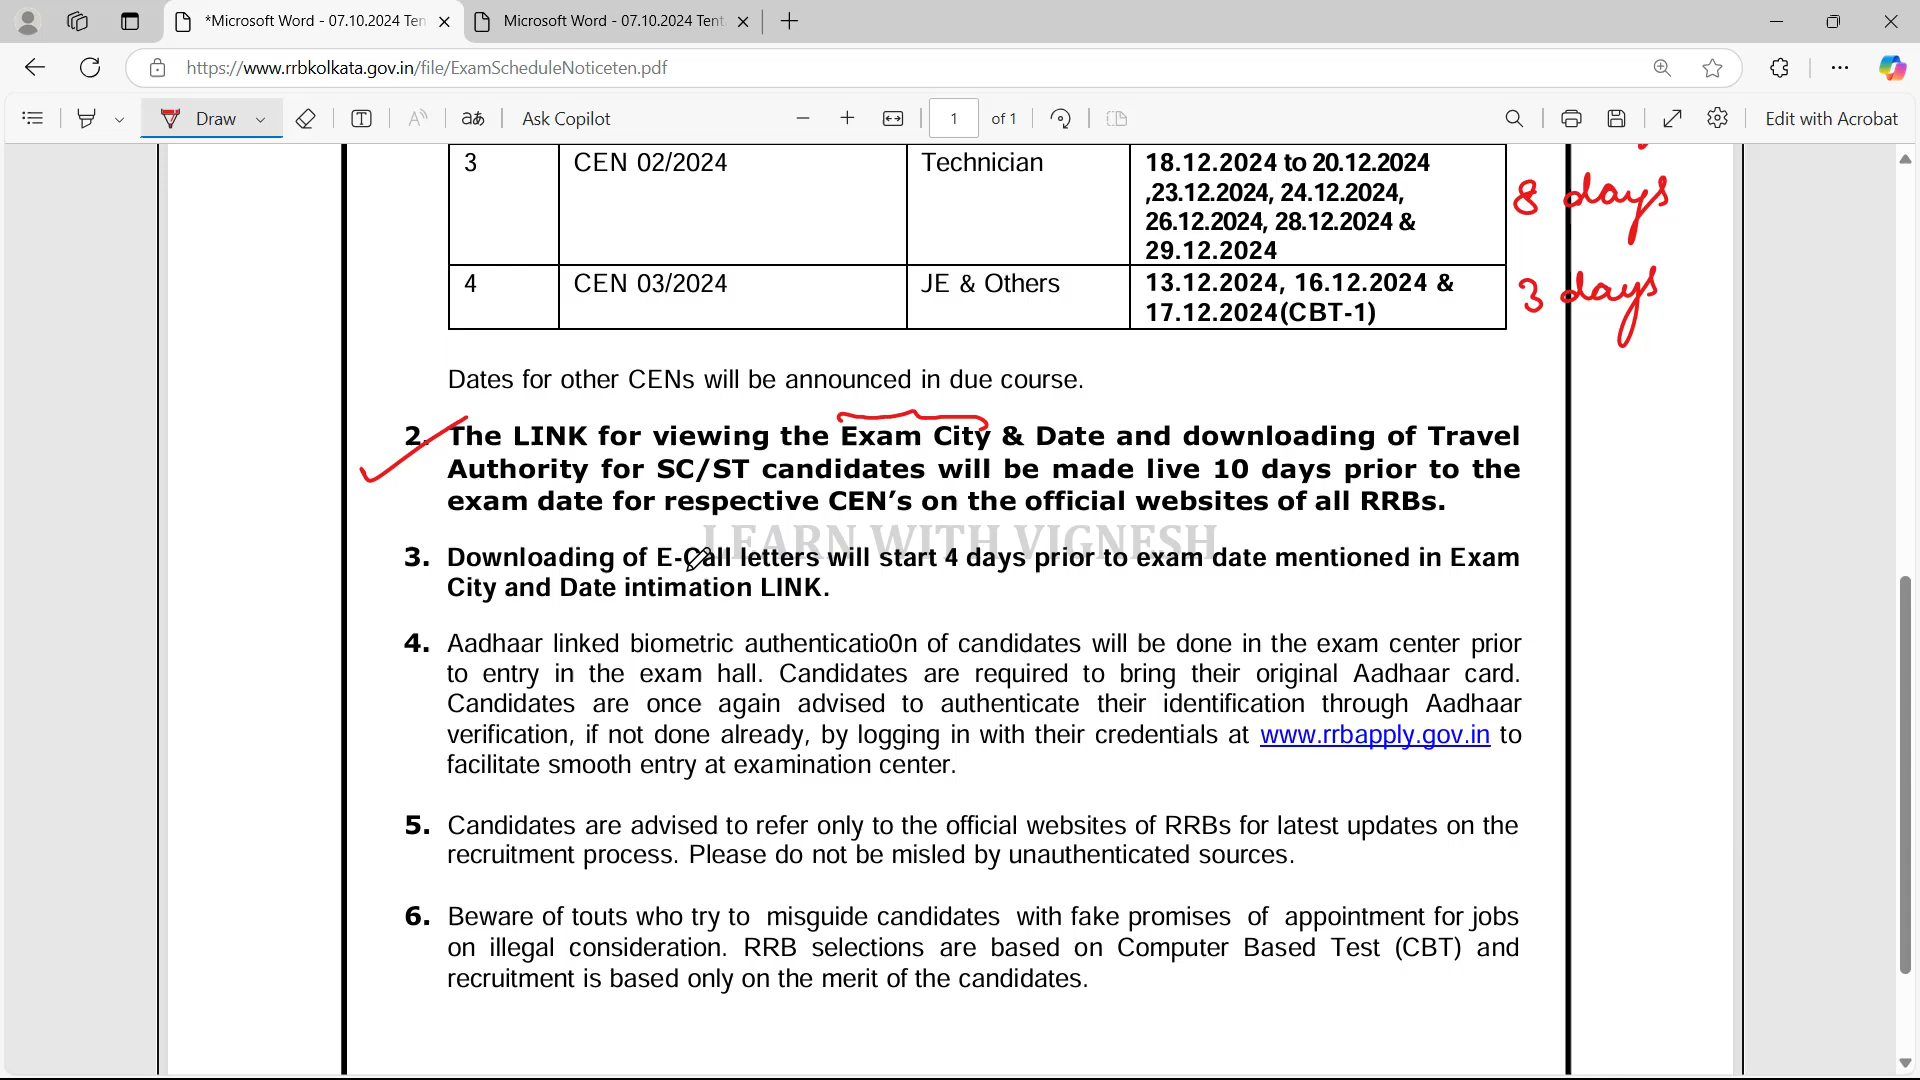 *Microsoft Word - 07.10.2024 Ten
Microsoft Word - 07.10.2024 Tent
https://www.rrbkolkata.gov.in/file/ExamScheduleNoticeten.pdf
Draw
Ask Copilot
1 of 1
Edit with Acrobat
3 CEN 02/2024 Technician 18.12.2024 to 20.12.2024
,23.12.2024, 24.12.2024,
26.12.2024, 28.12.2024 &
29.12.2024
8 days
4 CEN 03/2024 JE & Others 13.12.2024, 16.12.2024 &
17.12.2024(CBT-1)
3 days
Dates for other CENs will be announced in due course.
2. The LINK for viewing the Exam City & Date and downloading of Travel
Authority for SC/ST candidates will be made live 10 days prior to the
exam date for respective CEN's on the official websites of all RRBs.
LEARN WITH VIGNESH
3. Downloading of E-Call letters will start 4 days prior to exam date mentioned in Exam
City and Date intimation LINK.
4. Aadhaar linked biometric authenticatio0n of candidates will be done in the exam center prior
to entry in the exam hall. Candidates are required to bring their original Aadhaar card.
Candidates are once again advised to authenticate their identification through Aadhaar
verification, if not done already, by logging in with their credentials at www.rrbapply.gov.in to
facilitate smooth entry at examination center.
5. Candidates are advised to refer only to the official websites of RRBs for latest updates on the
recruitment process. Please do not be misled by unauthenticated sources.
6. Beware of touts who try to misguide candidates with fake promises of appointment for jobs
on illegal consideration. RRB selections are based on Computer Based Test (CBT) and
recruitment is based only on the merit of the candidates.